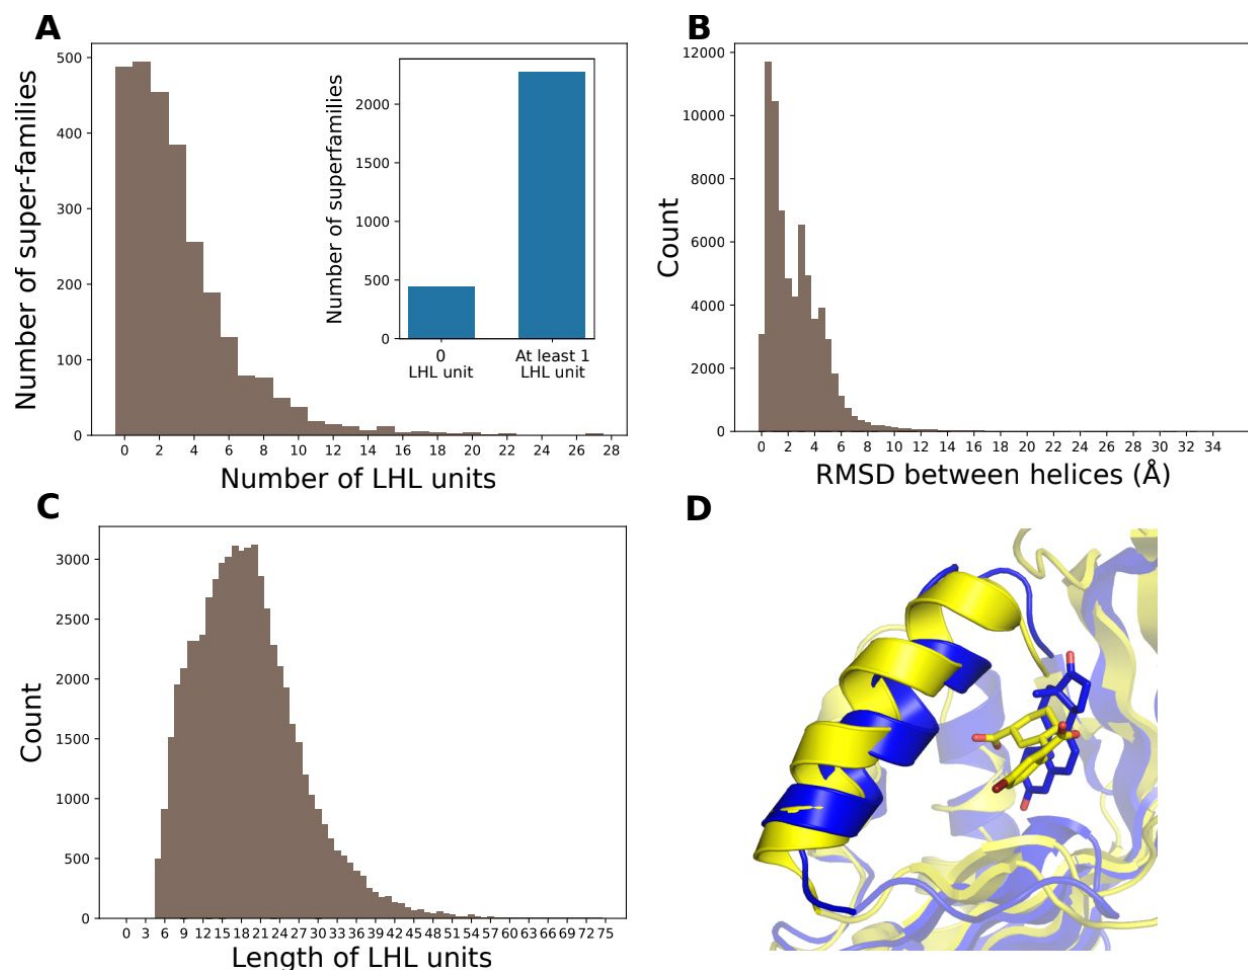 A
Number of super-families
500
400
300
200
100
0
0 2 4 6 8 10 12 14 16 18 20 22 24 26 28
Number of LHL units
Number of superfamilies
2000
1500
1000
500
0
0
LHL unit
At least 1
LHL unit
B
Count
12000
10000
8000
6000
4000
2000
0
0 2 4 6 8 10 12 14 16 18 20 22 24 26 28 30 32 34
RMSD between helices (Å)
C
Count
3000
2500
2000
1500
1000
500
0
0 3 6 9 12 15 18 21 24 27 30 33 36 39 42 45 48 51 54 57 60 63 66 69 72 75
Length of LHL units
D